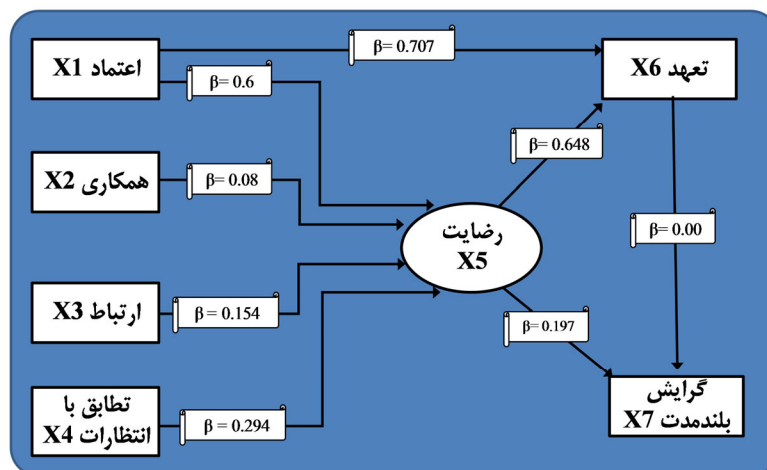 اعتماد X1
β= 0.707
تعهد X6
β= 0.6
همکاری X2
β= 0.08
β= 0.648
رضایت
X5
β= 0.00
ارتباط X3
β= 0.154
β= 0.197
تطابق با
انتظارات X4
β = 0.294
گرایش
بلندمدت X7